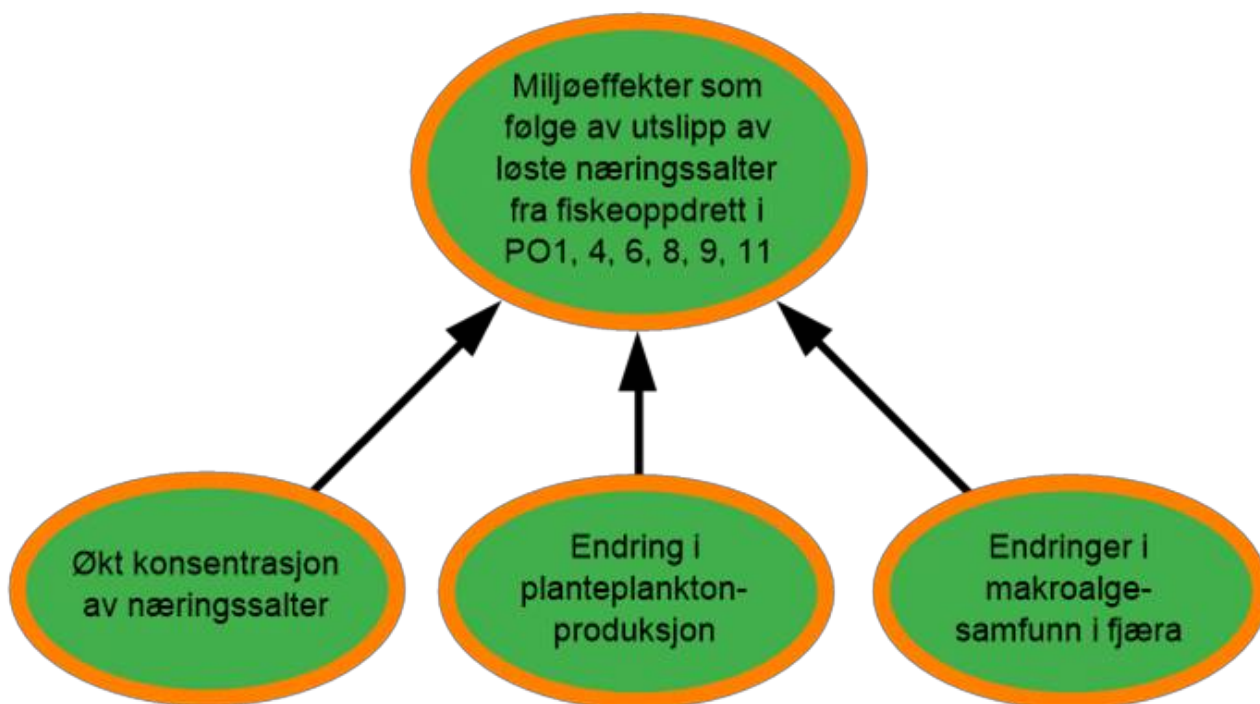 Miljøeffekter som
følge av utslipp av
løste næringssalter
fra fiskeoppdrett i
PO1, 4, 6, 8, 9, 11
Økt konsentrasjon
av næringssalter
Endring i
planteplankton-
produksjon
Endringer i
makroalge-
samfunn i fjæra